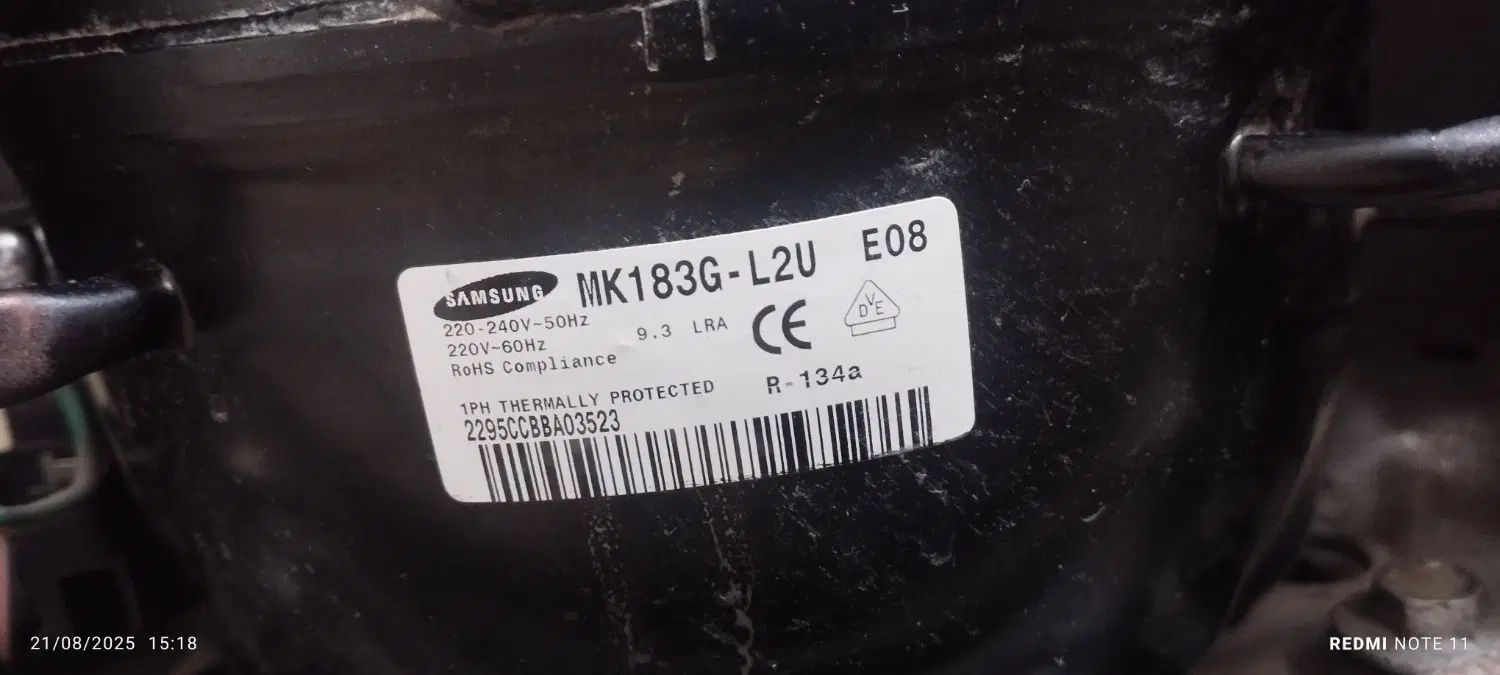 SAMSUNG MK183G-L2U E08
220-240V~50Hz
220V~60Hz
9.3 LRA
CE
VDE
RoHS Compliance
1PH THERMALLY PROTECTED R-134a
2295CCBBA03523
21/08/2025 15:18
REDMI NOTE 11